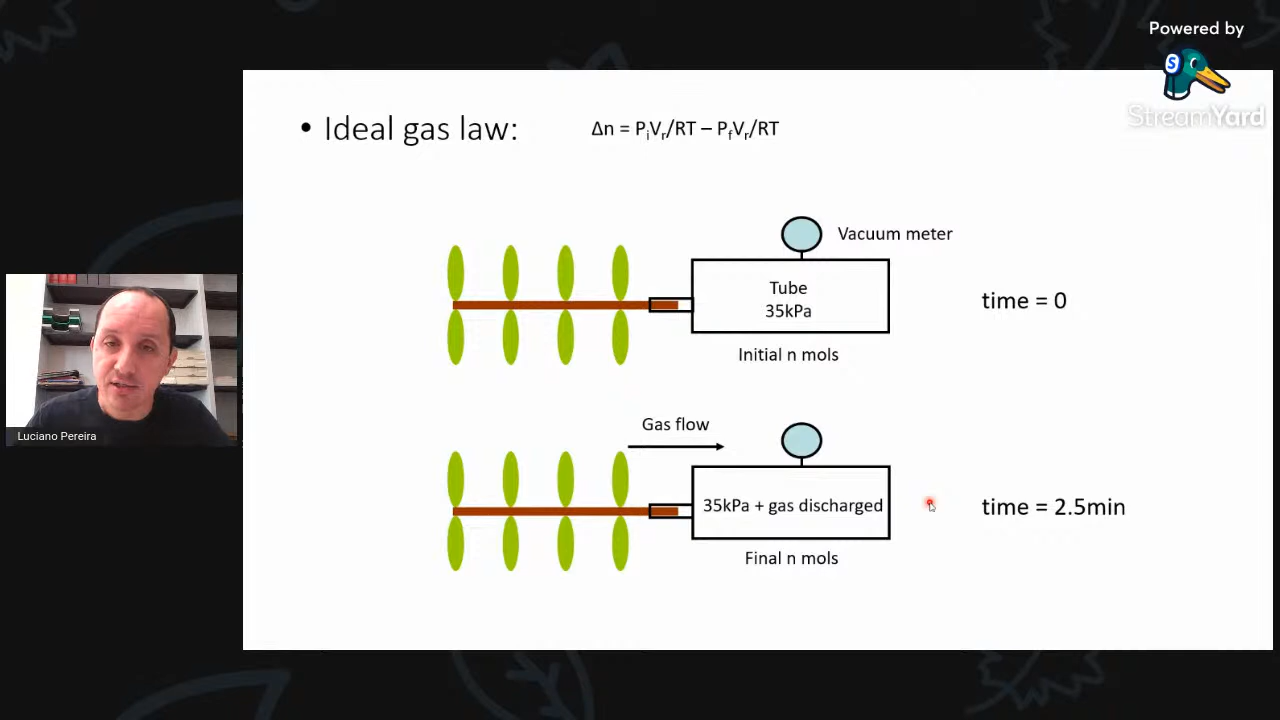 Powered by
StreamYard
• Ideal gas law:
Δn = PᵢVᵣ/RT – P_fVᵣ/RT
Vacuum meter
Tube
35kPa
time = 0
Initial n mols
Gas flow
Luciano Pereira
35kPa + gas discharged
time = 2.5min
Final n mols